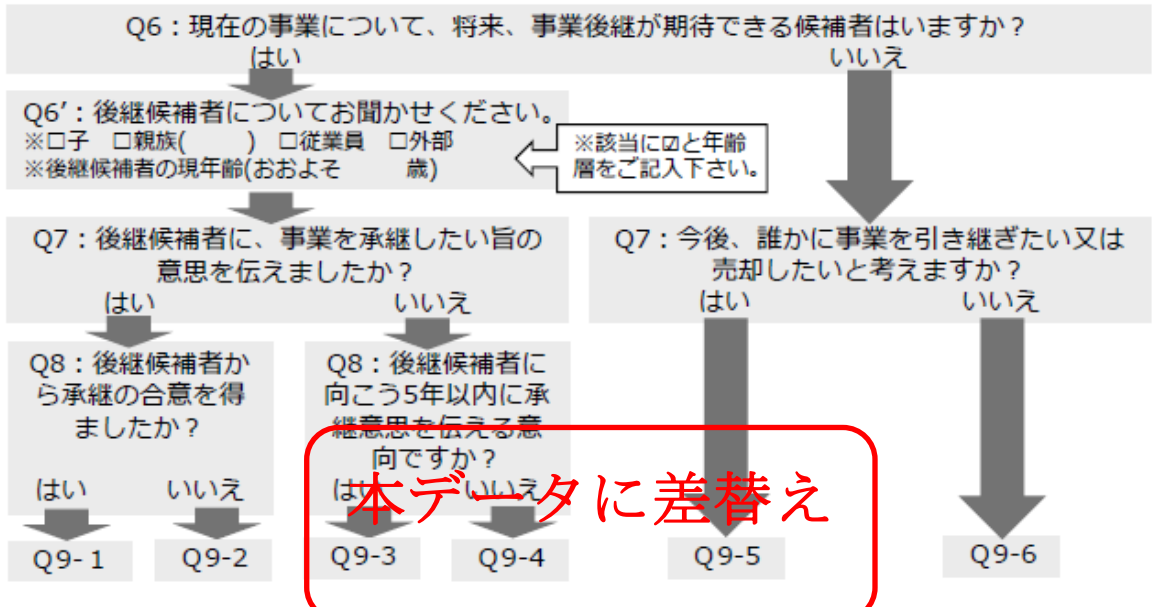 Q6：現在の事業について、将来、事業後継が期待できる候補者はいますか？
はい
いいえ
Q6′：後継候補者についてお聞かせください。
※□子　□親族(　　　)　□従業員　□外部
※後継候補者の現年齢(おおよそ　　　歳)
※該当に☑と年齢
層をご記入下さい。
Q7：後継候補者に、事業を承継したい旨の
意思を伝えましたか？
はい
いいえ
Q7：今後、誰かに事業を引き継ぎたい又は
売却したいと考えますか？
はい
いいえ
Q8：後継候補者か
ら承継の合意を得
ましたか？
はい
いいえ
Q8：後継候補者に
向こう5年以内に承
継意思を伝える意
向ですか？
はい
いいえ
本データに差替え
Q9-1
Q9-2
Q9-3
Q9-4
Q9-5
Q9-6